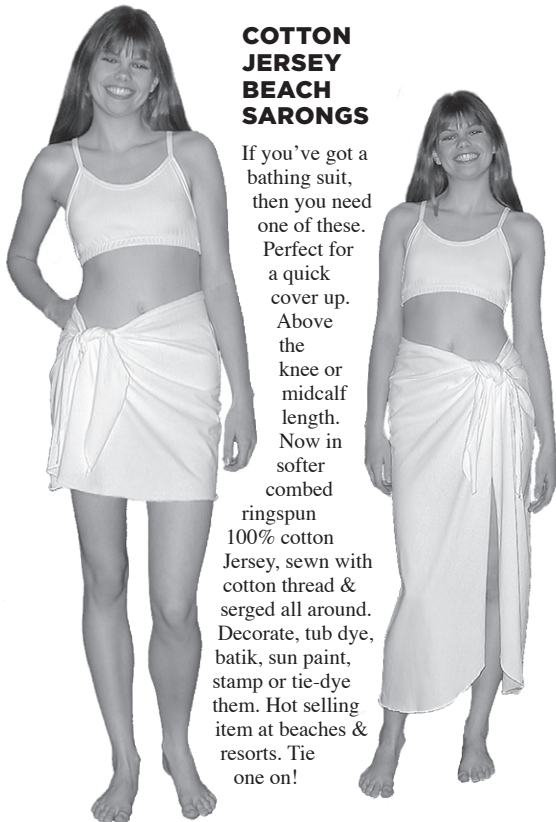 COTTON
JERSEY
BEACH
SARONGS
If you’ve got a
bathing suit,
then you need
one of these.
Perfect for
a quick
cover up.
Above
the
knee or
midcalf
length.
Now in
softer
combed
ringspun
100% cotton
Jersey, sewn with
cotton thread &
serged all around.
Decorate, tub dye,
batik, sun paint,
stamp or tie-dye
them. Hot selling
item at beaches &
resorts. Tie
one on!